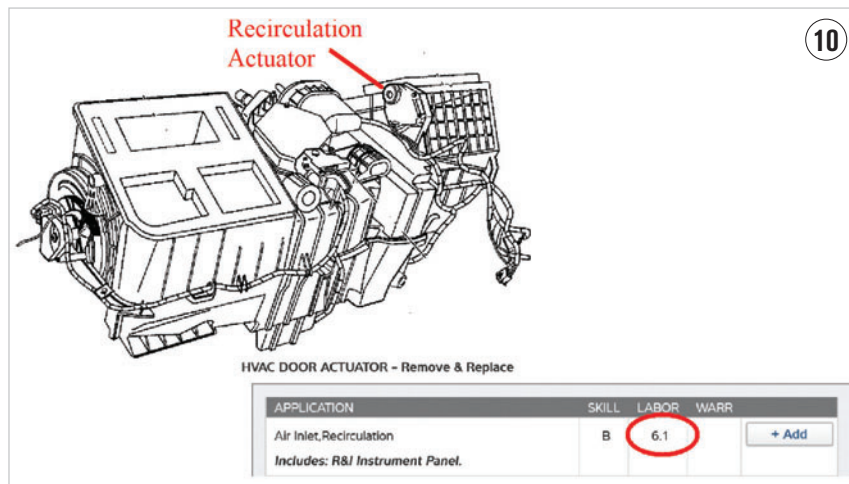 Recirculation
Actuator
10
HVAC DOOR ACTUATOR – Remove & Replace
APPLICATION SKILL LABOR WARR
Air Inlet,Recirculation B 6.1 + Add
Includes: R&I Instrument Panel.